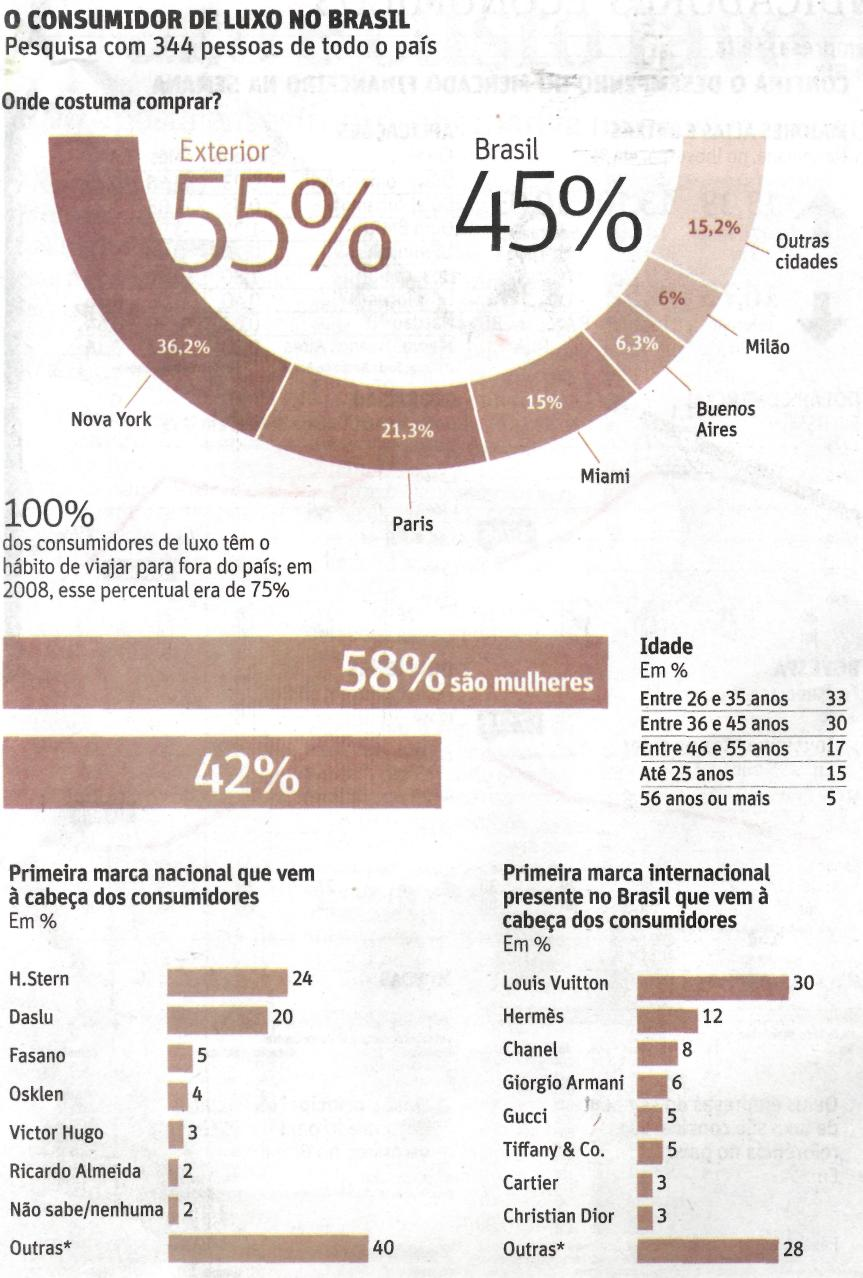 O CONSUMIDOR DE LUXO NO BRASIL
Pesquisa com 344 pessoas de todo o país
Onde costuma comprar?
Exterior
55%
Brasil
45%
36,2%
Nova York
21,3%
Paris
15%
Miami
6,3%
Buenos
Aires
6%
Milão
15,2%
Outras
cidades
100%
dos consumidores de luxo têm o
hábito de viajar para fora do país; em
2008, esse percentual era de 75%
58% são mulheres
42%
Idade
Em %
Entre 26 e 35 anos 33
Entre 36 e 45 anos 30
Entre 46 e 55 anos 17
Até 25 anos 15
56 anos ou mais 5
Primeira marca nacional que vem
à cabeça dos consumidores
Em %
H.Stern 24
Daslu 20
Fasano 5
Osklen 4
Victor Hugo 3
Ricardo Almeida 2
Não sabe/nenhuma 2
Outras* 40
Primeira marca internacional
presente no Brasil que vem à
cabeça dos consumidores
Em %
Louis Vuitton 30
Hermès 12
Chanel 8
Giorgio Armani 6
Gucci 5
Tiffany & Co. 5
Cartier 3
Christian Dior 3
Outras* 28